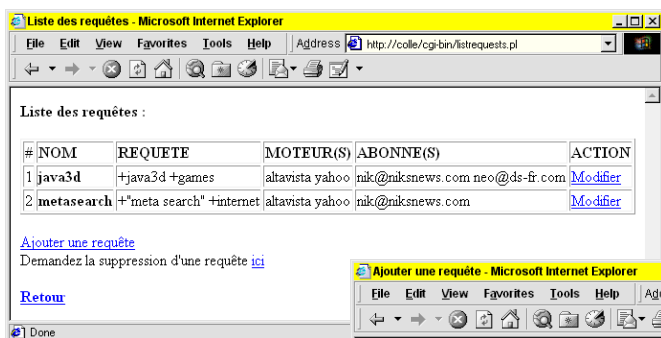 Liste des requêtes - Microsoft Internet Explorer
File Edit View Favorites Tools Help Address http://colle/cgi-bin/listrequests.pl
Liste des requêtes :
# NOM REQUETE MOTEUR(S) ABONNE(S) ACTION
1 java3d +java3d +games altavista yahoo nik@niksnews.com neo@ds-fr.com Modifier
2 metasearch +"meta search" +internet altavista yahoo nik@niksnews.com Modifier
Ajouter une requête
Demandez la suppression d'une requête ici
Retour
Done
Ajouter une requête - Microsoft Internet Explorer
File Edit View Favorites Tools Help